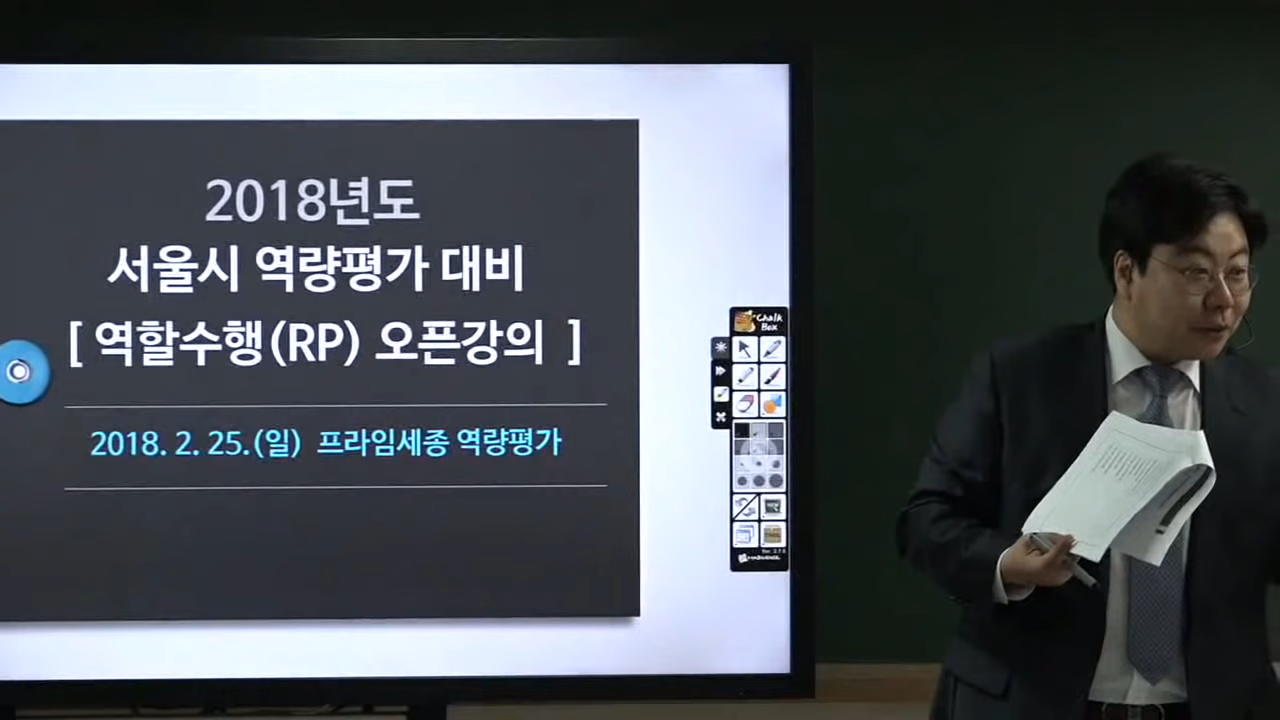 2018년도
서울시 역량평가 대비
[ 역할수행(RP) 오픈강의 ]
2018. 2. 25.(일) 프라임세종 역량평가
Chalk
Box